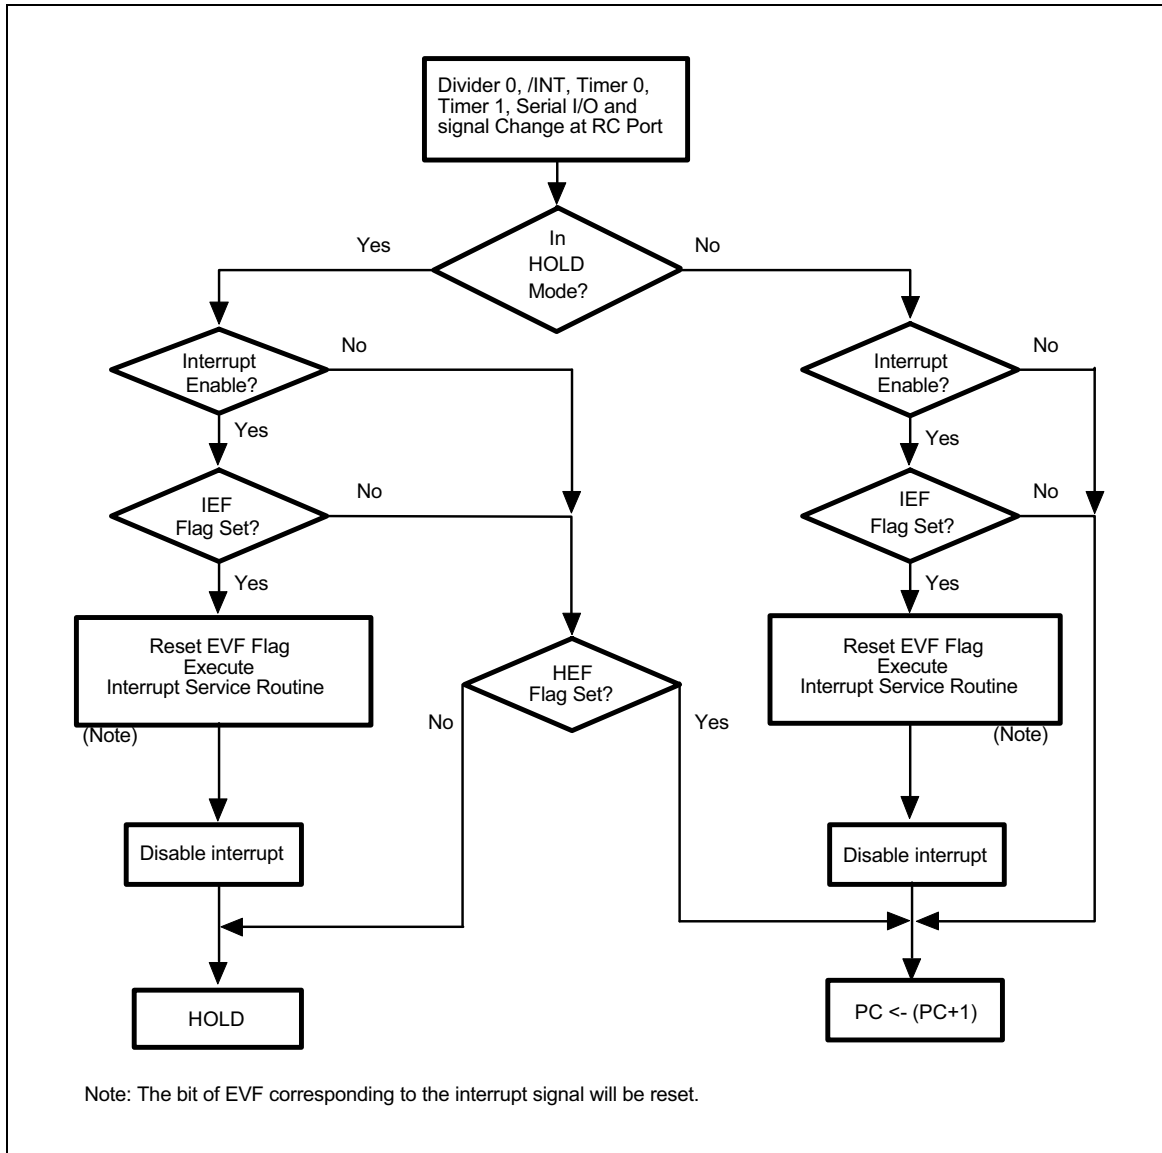 Divider 0, /INT, Timer 0,
Timer 1, Serial I/O and
signal Change at RC Port
In
HOLD
Mode?
Yes
No
Interrupt
Enable?
No
Yes
Interrupt
Enable?
No
Yes
IEF
Flag Set?
No
Yes
IEF
Flag Set?
No
Yes
Reset EVF Flag
Execute
Interrupt Service Routine
(Note)
HEF
Flag Set?
No
Yes
Reset EVF Flag
Execute
Interrupt Service Routine
(Note)
Disable interrupt
Disable interrupt
HOLD
PC <- (PC+1)
Note: The bit of EVF corresponding to the interrupt signal will be reset.